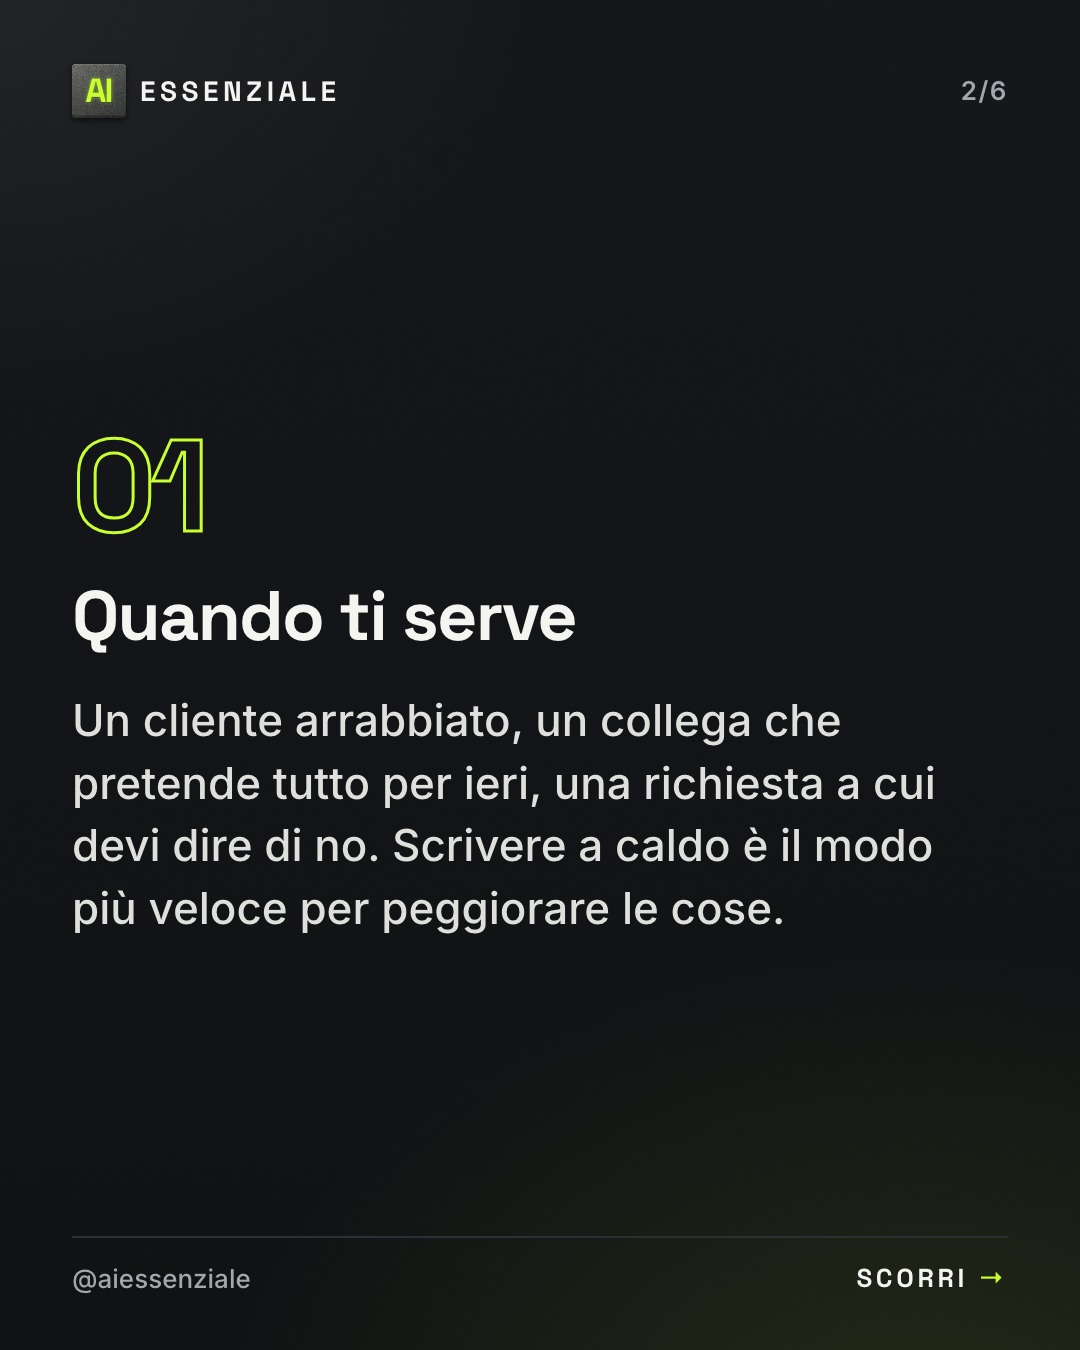 AI ESSENZIALE
2/6
01
Quando ti serve
Un cliente arrabbiato, un collega che
pretende tutto per ieri, una richiesta a cui
devi dire di no. Scrivere a caldo è il modo
più veloce per peggiorare le cose.
@aiessenziale
SCORRI →